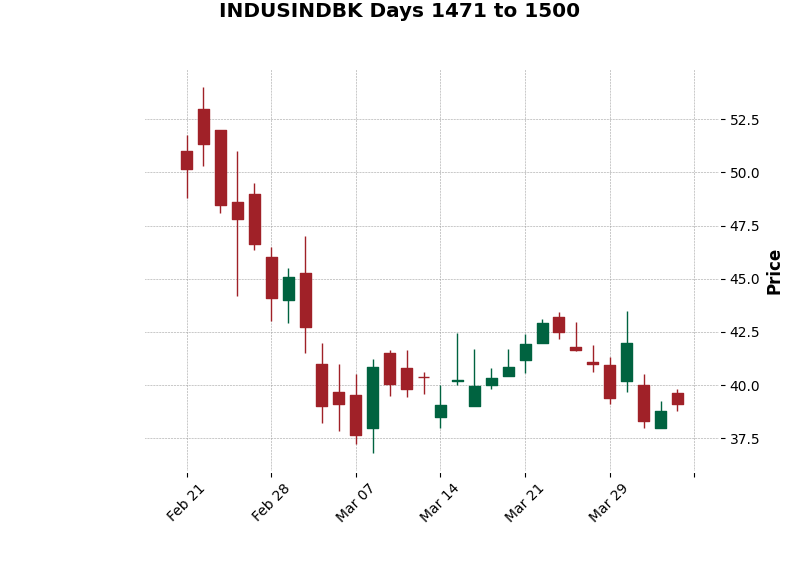 INDUSINDBK Days 1471 to 1500
52.5
50.0
47.5
45.0
42.5
40.0
37.5
Price
Feb 21
Feb 28
Mar 07
Mar 14
Mar 21
Mar 29